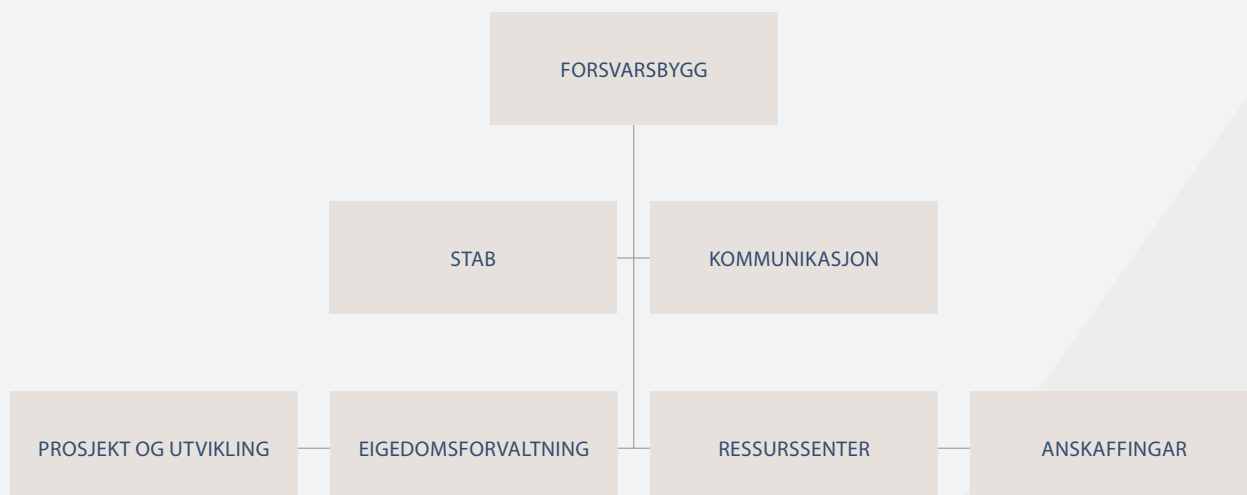 FORSVARSBYGG
STAB
KOMMUNIKASJON
PROSJEKT OG UTVIKLING
EIGEDOMSFORVALTNING
RESSURSSENTER
ANSKAFFINGAR